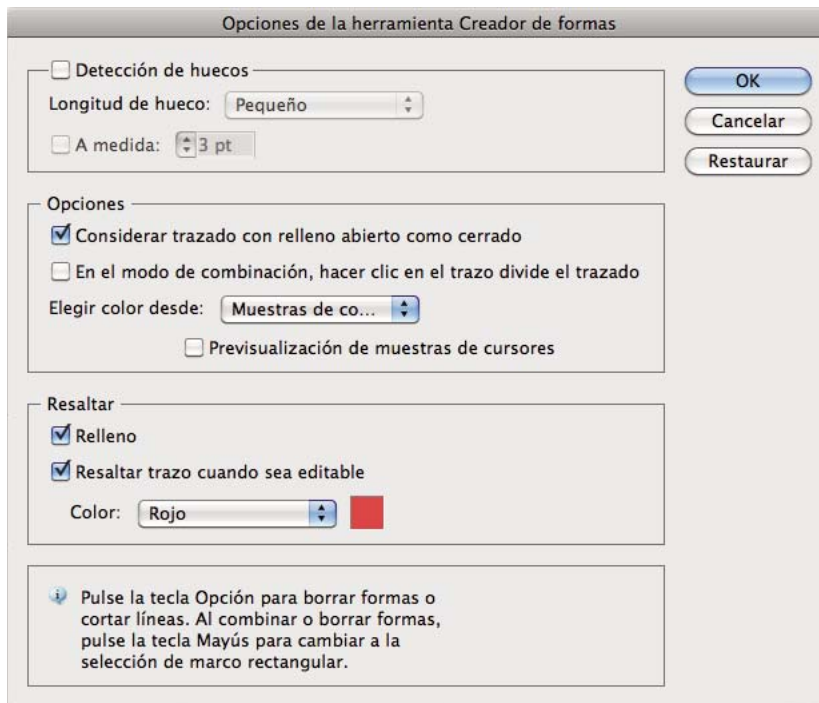 Opciones de la herramienta Creador de formas
Detección de huecos
OK
Longitud de hueco: Pequeño
Cancelar
A medida: 3 pt
Restaurar
Opciones
Considerar trazado con relleno abierto como cerrado
En el modo de combinación, hacer clic en el trazo divide el trazado
Elegir color desde: Muestras de co...
Previsualización de muestras de cursores
Resaltar
Relleno
Resaltar trazo cuando sea editable
Color: Rojo
Pulse la tecla Opción para borrar formas o
cortar líneas. Al combinar o borrar formas,
pulse la tecla Mayús para cambiar a la
selección de marco rectangular.